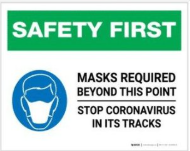 SAFETY FIRST
MASKS REQUIRED
BEYOND THIS POINT
STOP CORONAVIRUS
IN ITS TRACKS